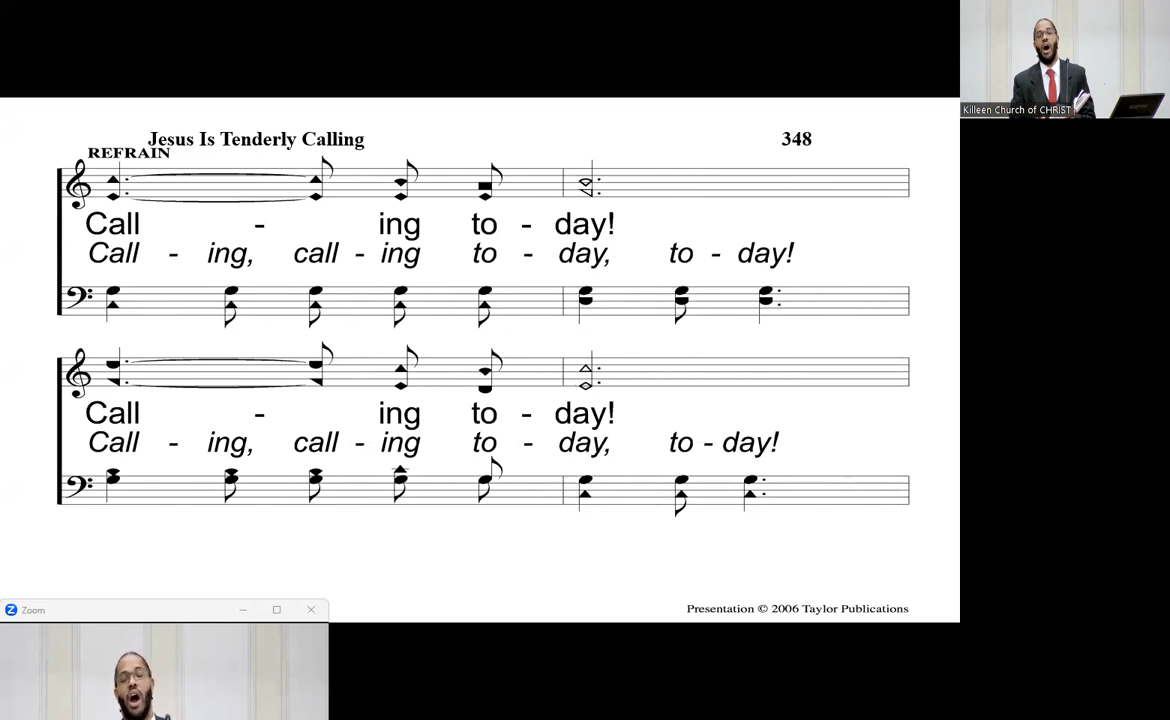 Jesus Is Tenderly Calling 348
REFRAIN
Call - ing to - day!
Call - ing, call - ing to - day, to - day!
Call - ing to - day!
Call - ing, call - ing to - day, to - day!
Presentation © 2006 Taylor Publications
Killeen Church of CHRIST
Zoom